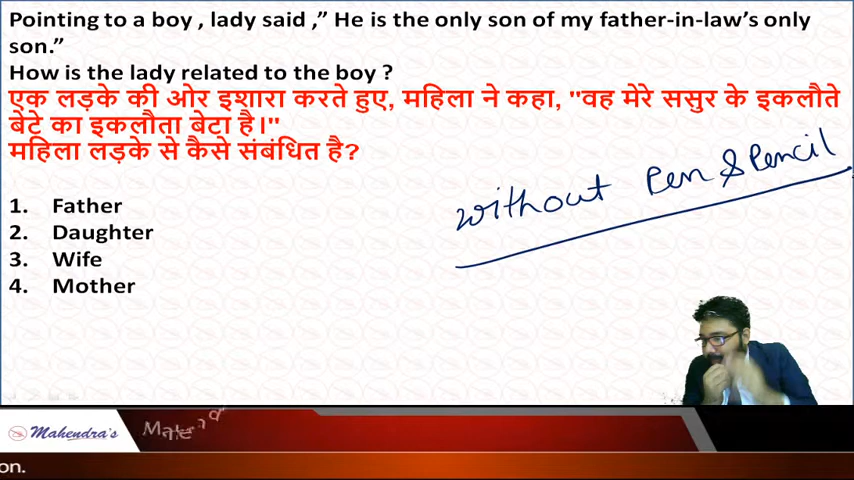 Pointing to a boy , lady said ,” He is the only son of my father-in-law’s only
son.”
How is the lady related to the boy ?
एक लड़के की ओर इशारा करते हुए, महिला ने कहा, "वह मेरे ससुर के इकलौते
बेटे का इकलौता बेटा है।"
महिला लड़के से कैसे संबंधित है?
without Pen & Pencil
1. Father
2. Daughter
3. Wife
4. Mother
Mahendra's
on.